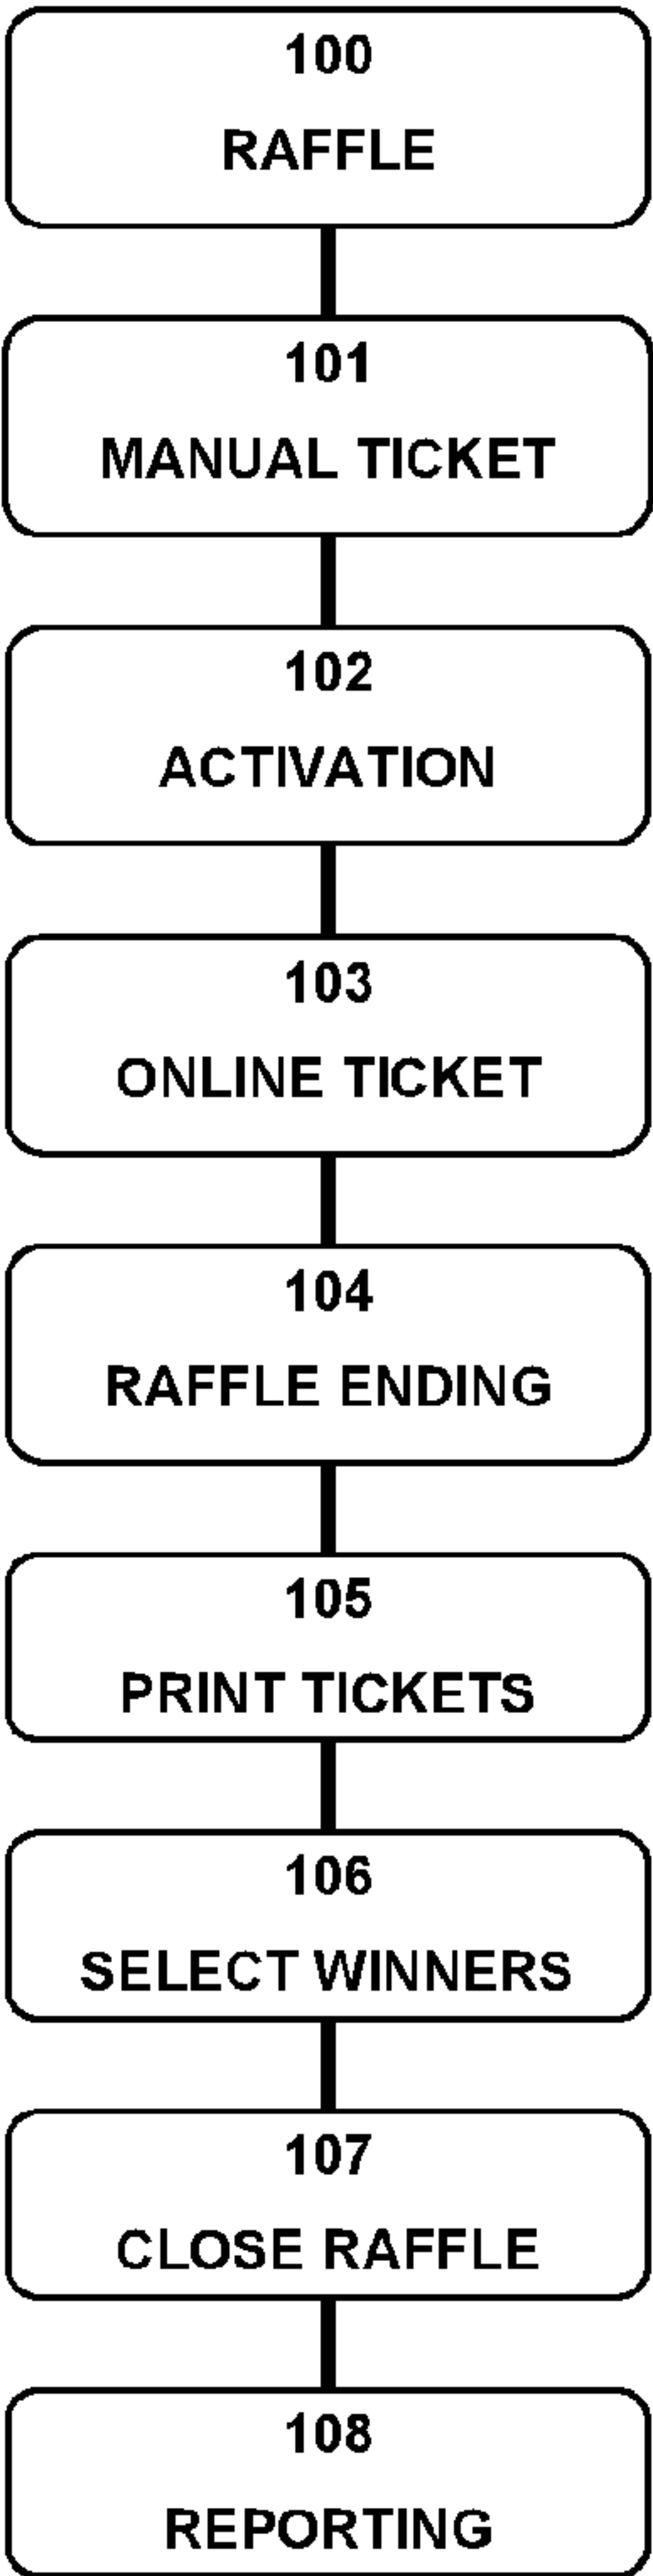 100
RAFFLE
101
MANUAL TICKET
102
ACTIVATION
103
ONLINE TICKET
104
RAFFLE ENDING
105
PRINT TICKETS
106
SELECT WINNERS
107
CLOSE RAFFLE
108
REPORTING